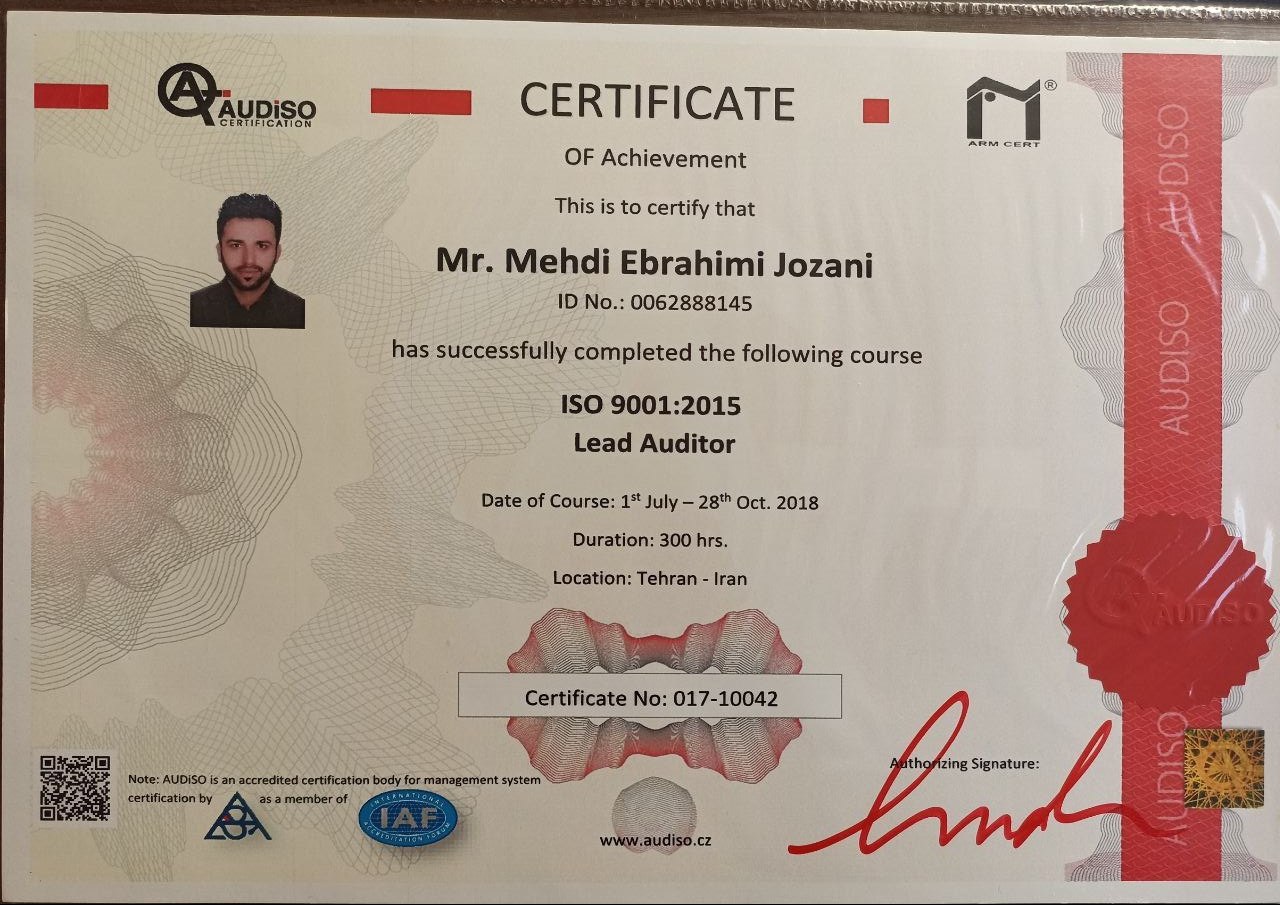 AUDiSO
CERTIFICATION
CERTIFICATE
®
ARM CERT
OF Achievement
This is to certify that
Mr. Mehdi Ebrahimi Jozani
ID No.: 0062888145
has successfully completed the following course
ISO 9001:2015
Lead Auditor
Date of Course: 1st July – 28th Oct. 2018
Duration: 300 hrs.
Location: Tehran - Iran
Certificate No: 017-10042
Note: AUDiSO is an accredited certification body for management system
certification by as a member of
INTERNATIONAL
IAF
ACCREDITATION FORUM
www.audiso.cz
Authorizing Signature:
AUDISO
AUDISO
AUDISO
AUDISO